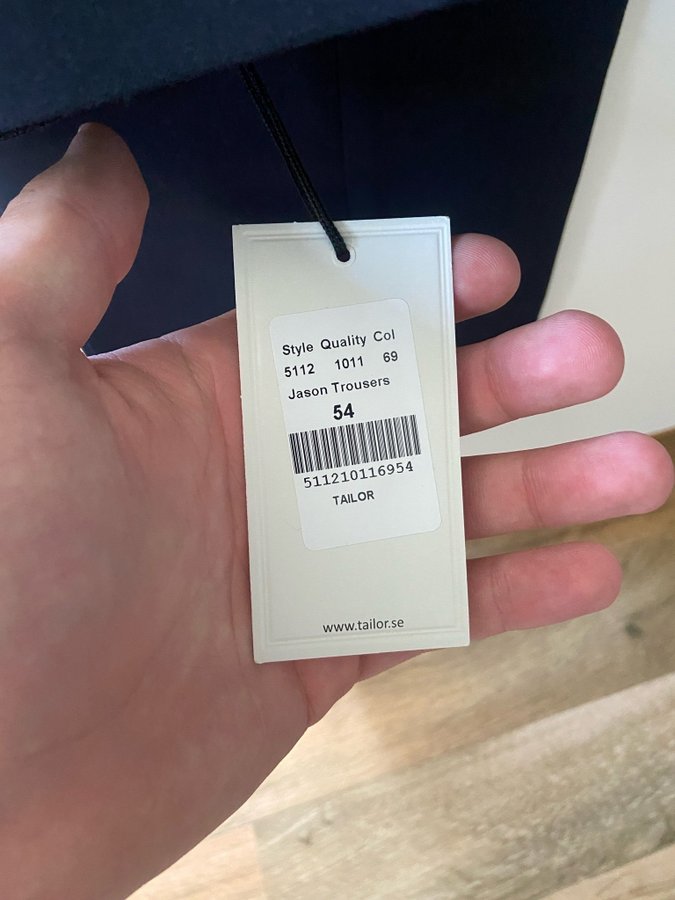 Style Quality Col
5112 1011 69
Jason Trousers
54
511210116954
TAILOR
www.tailor.se